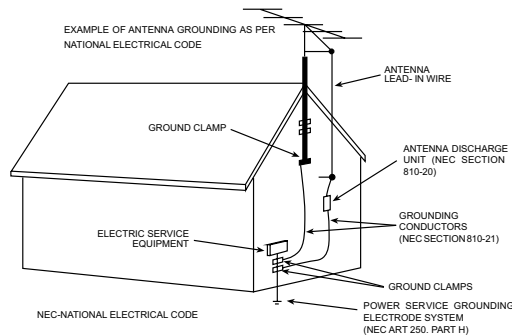 EXAMPLE OF ANTENNA GROUNDING AS PER
NATIONAL ELECTRICAL CODE
ANTENNA
LEAD- IN WIRE
GROUND CLAMP
ANTENNA DISCHARGE
UNIT (NEC SECTION
810-20)
ELECTRIC SERVICE
EQUIPMENT
GROUNDING
CONDUCTORS
(NEC SECTION 810-21)
GROUND CLAMPS
NEC-NATIONAL ELECTRICAL CODE
POWER SERVICE GROUNDING
ELECTRODE SYSTEM
(NEC ART 250. PART H)